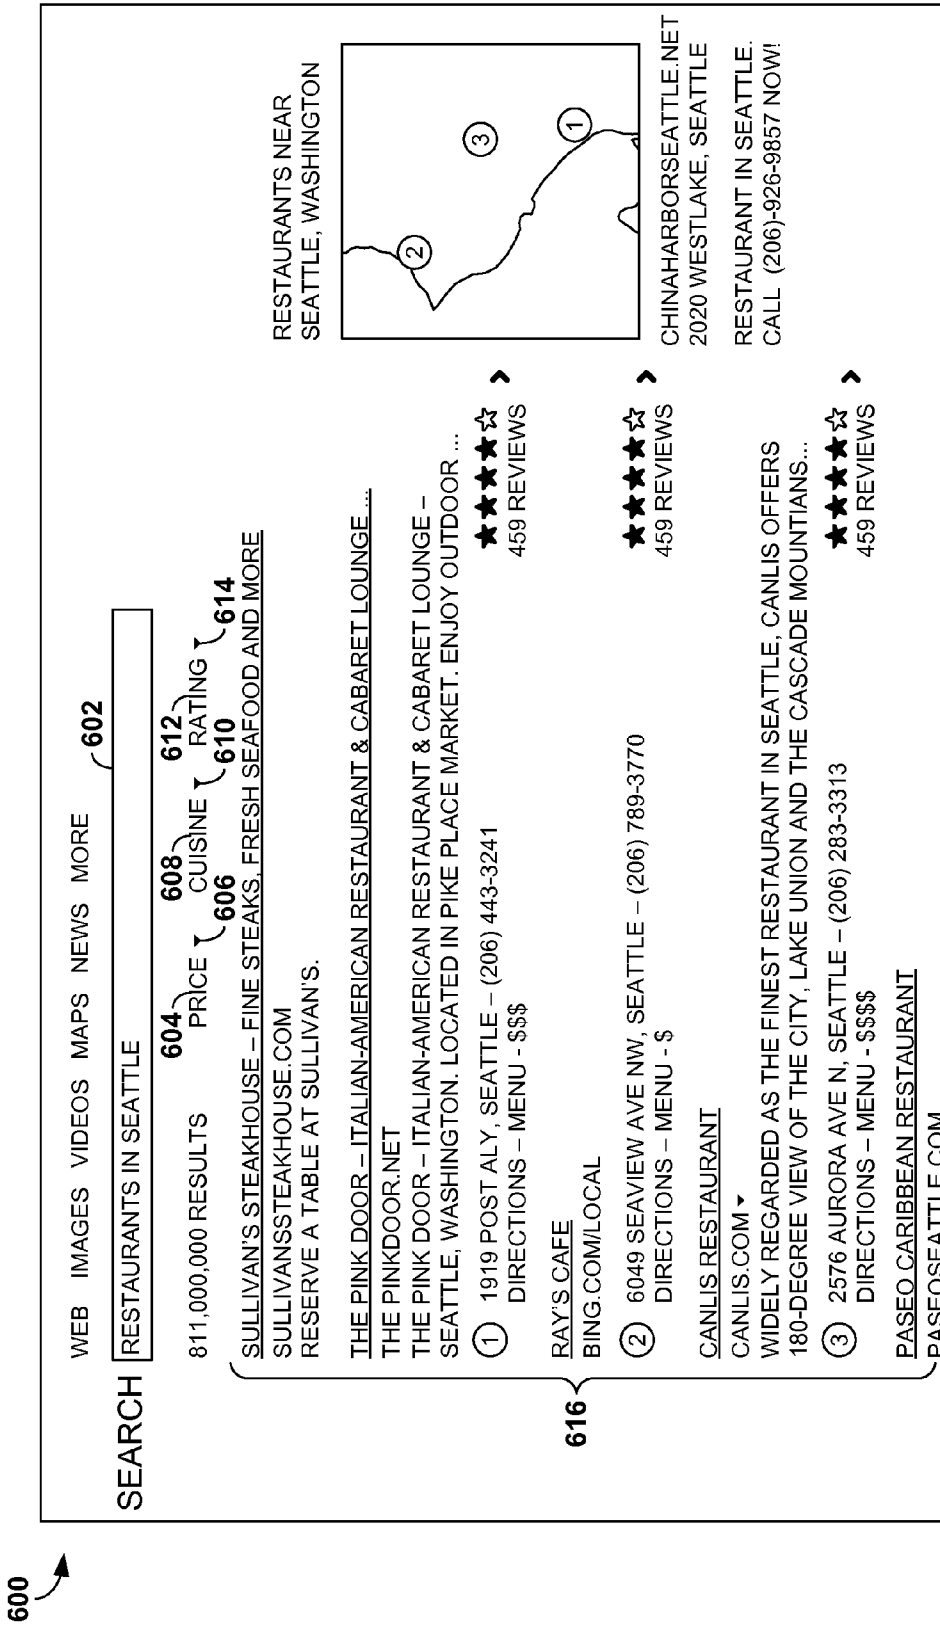 600
WEB IMAGES VIDEOS MAPS NEWS MORE
602
SEARCH RESTAURANTS IN SEATTLE
811,000,000 RESULTS
604 608 612
PRICE CUISINE RATING
606 610 614
616
SULLIVAN'S STEAKHOUSE – FINE STEAKS, FRESH SEAFOOD AND MORE
SULLIVANSSTEAKHOUSE.COM
RESERVE A TABLE AT SULLIVAN'S.
THE PINK DOOR – ITALIAN-AMERICAN RESTAURANT & CABARET LOUNGE ...
THE PINKDOOR.NET
THE PINK DOOR – ITALIAN-AMERICAN RESTAURANT & CABARET LOUNGE –
SEATTLE, WASHINGTON. LOCATED IN PIKE PLACE MARKET. ENJOY OUTDOOR ...
1 1919 POST ALY, SEATTLE – (206) 443-3241
DIRECTIONS – MENU - $$$
459 REVIEWS
RAY'S CAFE
BING.COM/LOCAL
2 6049 SEAVIEW AVE NW, SEATTLE – (206) 789-3770
DIRECTIONS – MENU - $
459 REVIEWS
CANLIS RESTAURANT
CANLIS.COM
WIDELY REGARDED AS THE FINEST RESTAURANT IN SEATTLE, CANLIS OFFERS
180-DEGREE VIEW OF THE CITY, LAKE UNION AND THE CASCADE MOUNTIANS...
3 2576 AURORA AVE N, SEATTLE – (206) 283-3313
DIRECTIONS – MENU - $$$$
459 REVIEWS
PASEO CARIBBEAN RESTAURANT
PASEOSEATTLE.COM
RESTAURANTS NEAR
SEATTLE, WASHINGTON
2
3
1
CHINAHARBORSEATTLE.NET
2020 WESTLAKE, SEATTLE
RESTAURANT IN SEATTLE.
CALL (206)-926-9857 NOW!